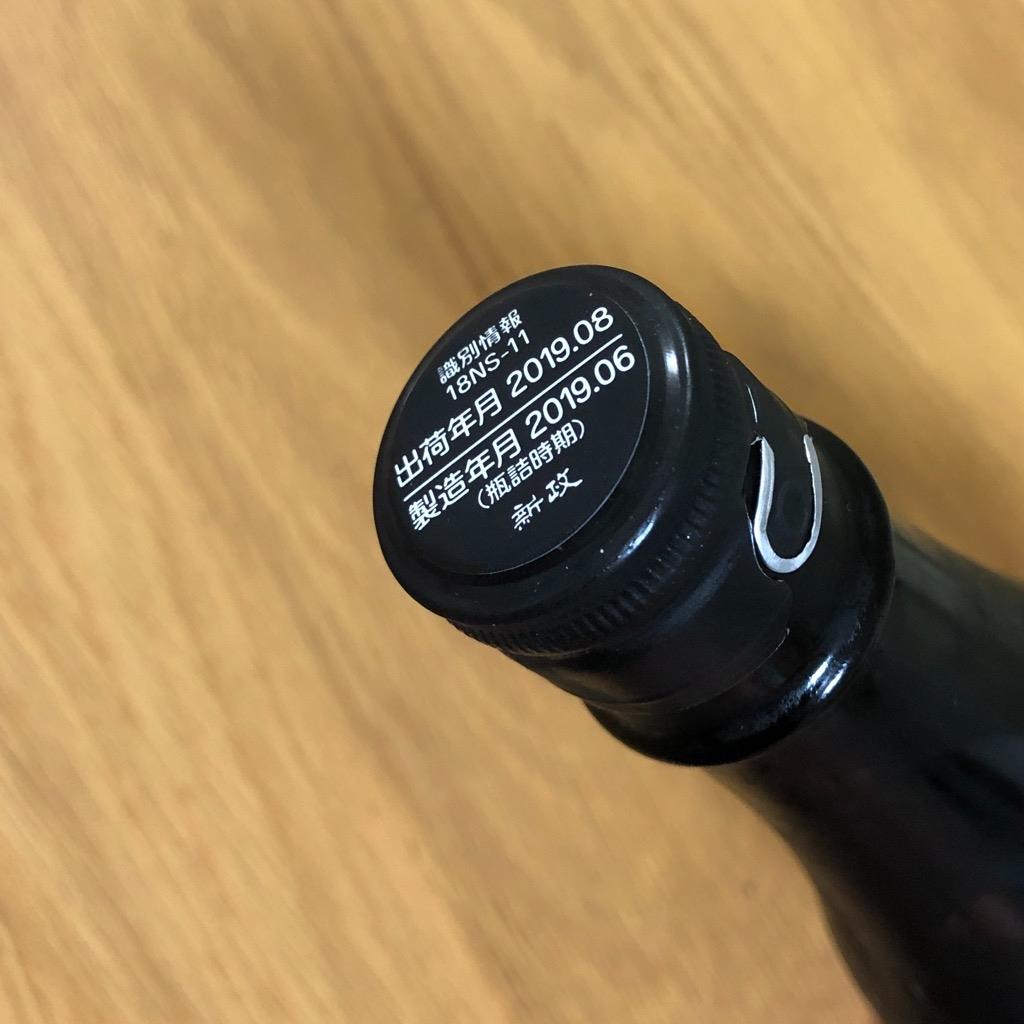 識別情報
18NS-11
出荷年月 2019.08
製造年月 2019.06
(瓶詰時期)
新政